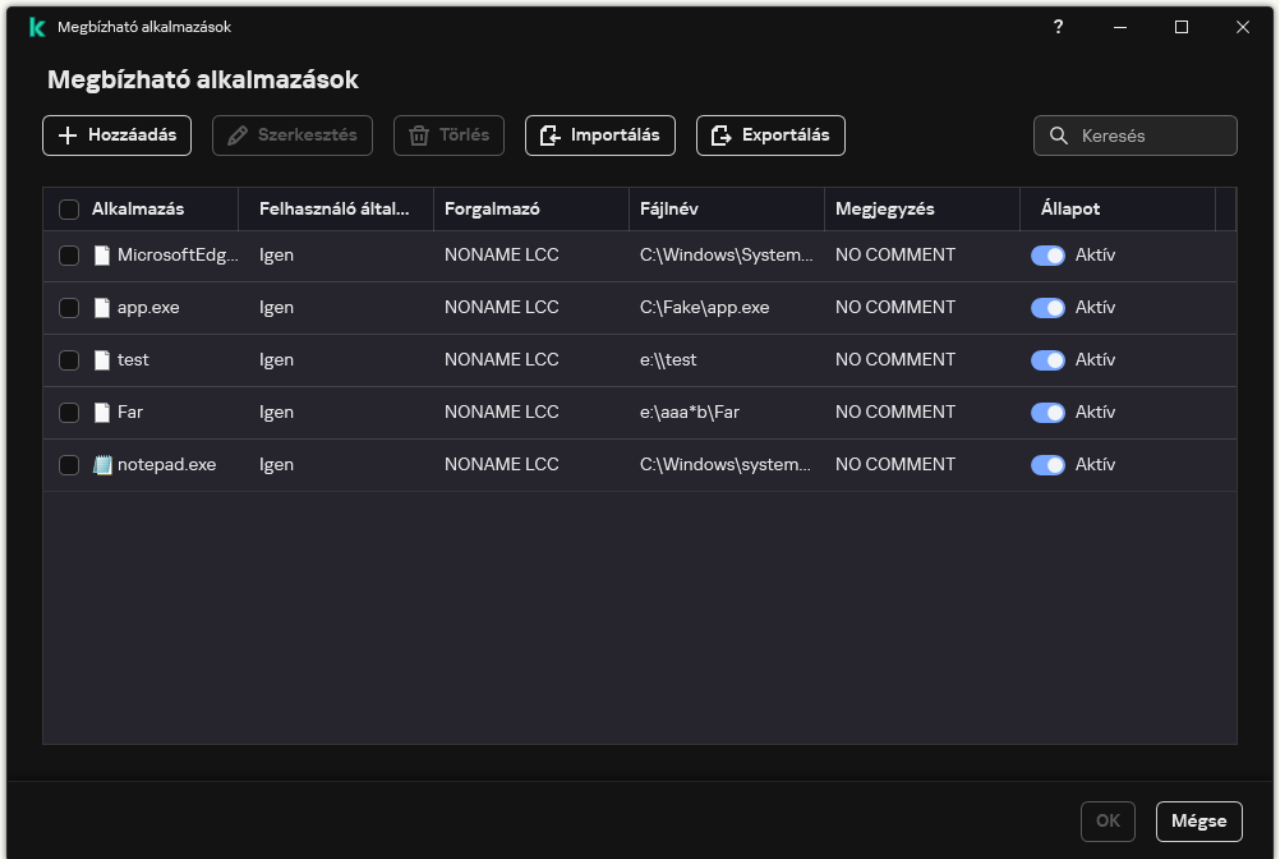 Megbízható alkalmazások
Megbízható alkalmazások
Hozzáadás Szerkesztés Törlés Importálás Exportálás Keresés
Alkalmazás Felhasználó által... Forgalmazó Fájlnév Megjegyzés Állapot
MicrosoftEdg... Igen NONAME LCC C:\Windows\System... NO COMMENT Aktív
app.exe Igen NONAME LCC C:\Fake\app.exe NO COMMENT Aktív
test Igen NONAME LCC e:\\test NO COMMENT Aktív
Far Igen NONAME LCC e:\aaa*b\Far NO COMMENT Aktív
notepad.exe Igen NONAME LCC C:\Windows\system... NO COMMENT Aktív
OK Mégse